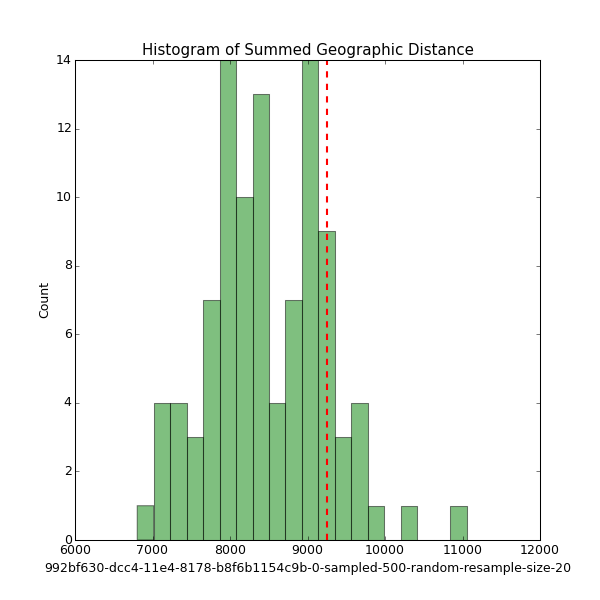 Histogram of Summed Geographic Distance
14
12
10
8
6
4
2
0
Count
6000 7000 8000 9000 10000 11000 12000
992bf630-dcc4-11e4-8178-b8f6b1154c9b-0-sampled-500-random-resample-size-20